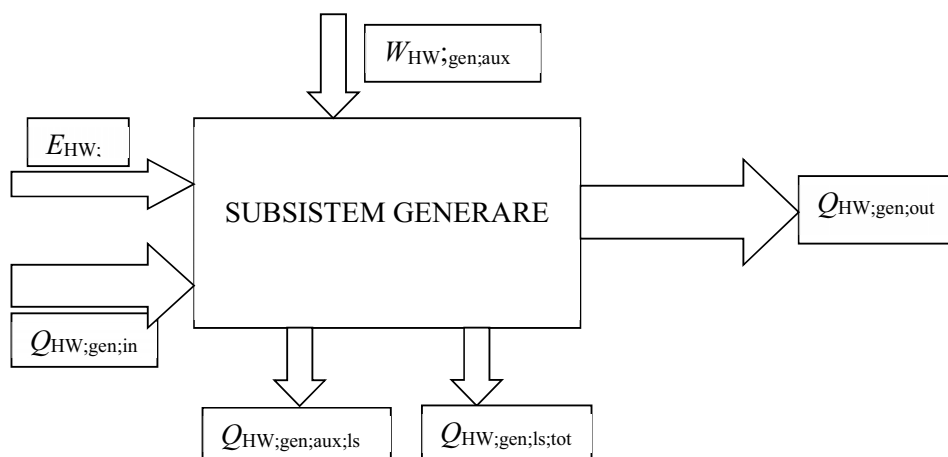 W_HW;gen;aux
E_HW;
SUBSISTEM GENERARE
Q_HW;gen;out
Q_HW;gen;in
Q_HW;gen;aux;ls
Q_HW;gen;ls;tot